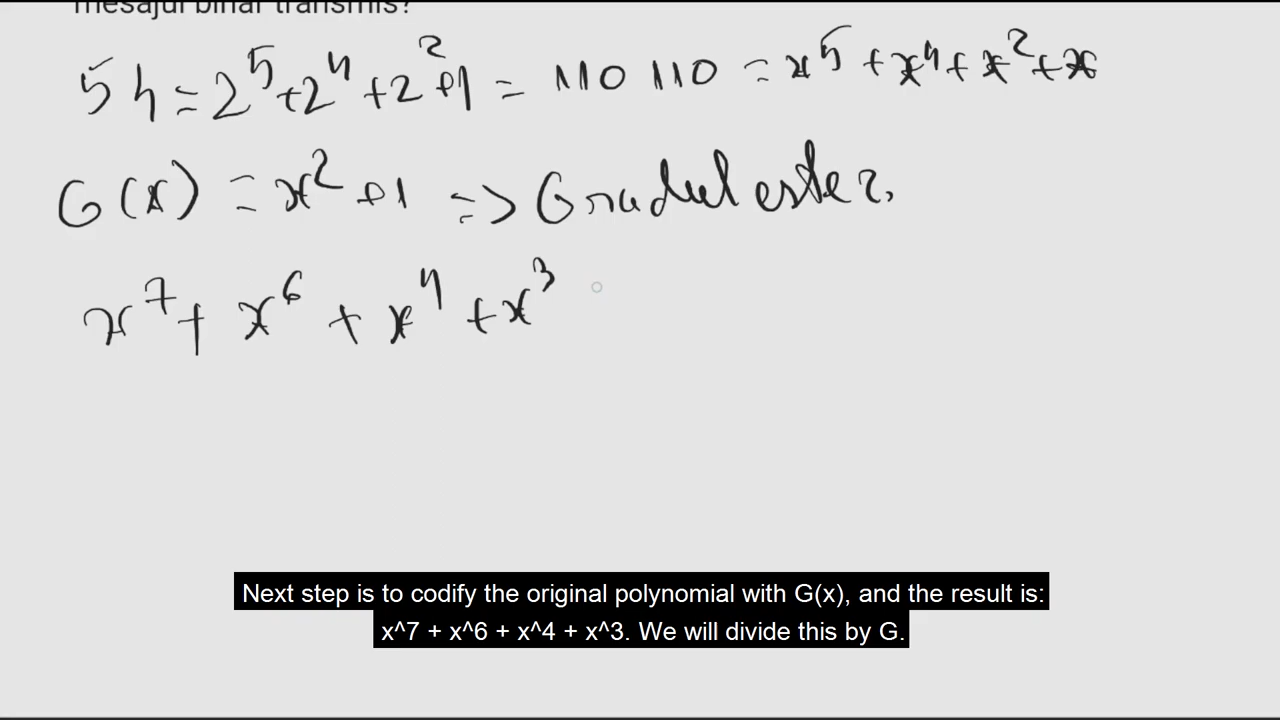 mesajul binar transmis?
54 = 2^5 + 2^4 + 2^2 + 1 = 110 110 = x^5 + x^4 + x^2 + x
G(x) = x^2 + 1 => Gradul este 2.
x^7 + x^6 + x^4 + x^3
Next step is to codify the original polynomial with G(x), and the result is:
x^7 + x^6 + x^4 + x^3. We will divide this by G.